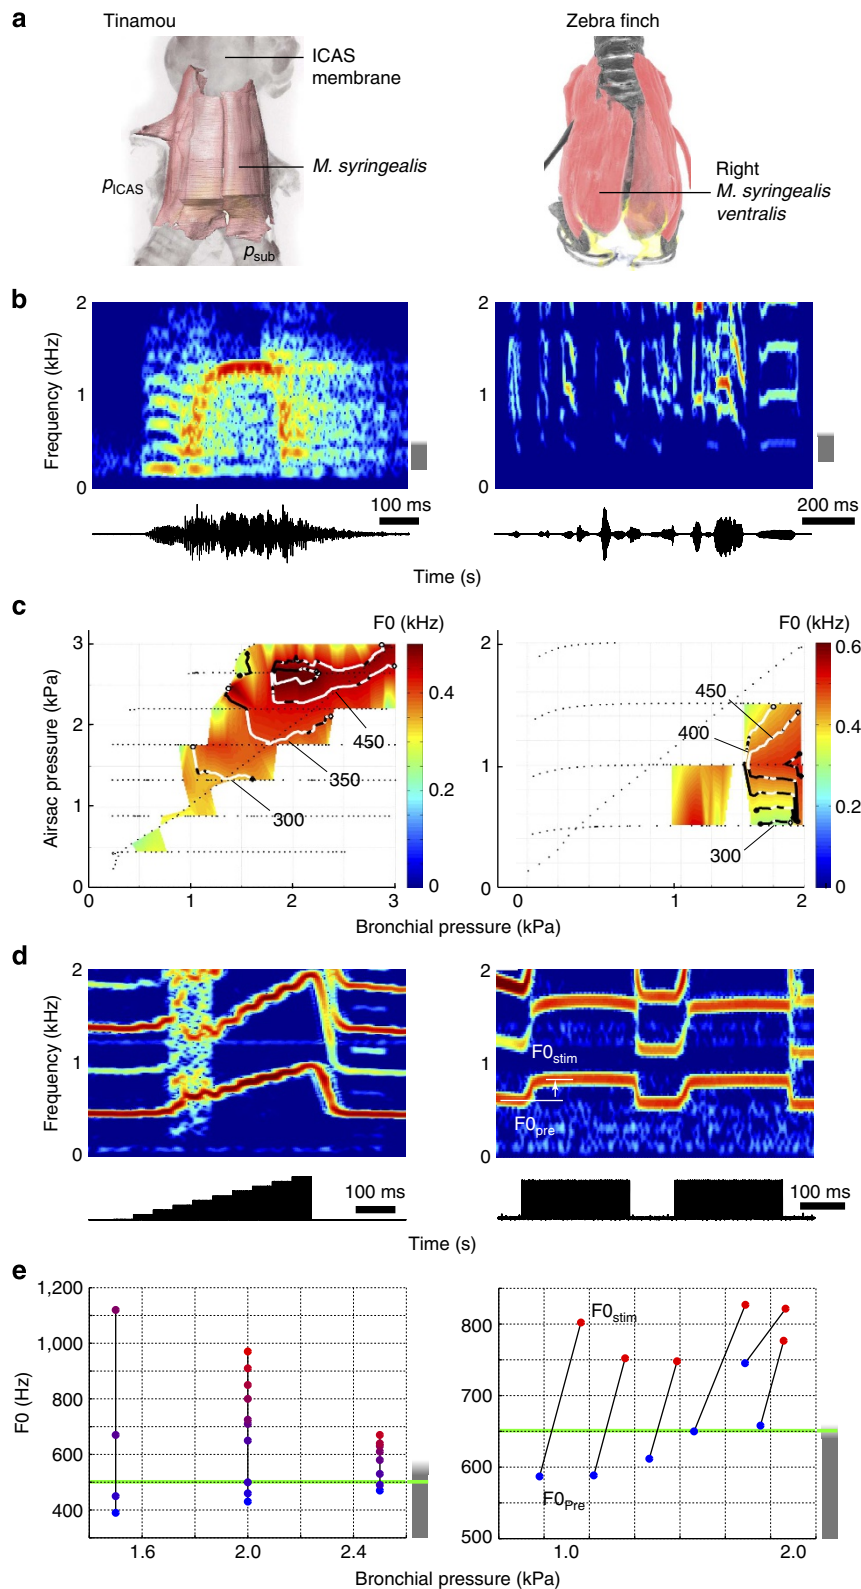 a
Tinamou
Zebra finch
ICAS
membrane
M. syringealis
pICAS
psub
Right
M. syringealis
ventralis
b
Frequency (kHz)
2
1
0
2
1
0
100 ms
200 ms
Time (s)
c
F0 (kHz)
F0 (kHz)
Airsac pressure (kPa)
3
2
1
0
0.4
0.2
0
450
350
300
0
1
2
3
2
1
0
450
400
300
0.6
0.4
0.2
0
0
1
2
Bronchial pressure (kPa)
d
Frequency (kHz)
2
1
0
2
1
0
F0stim
F0pre
100 ms
100 ms
Time (s)
e
F0 (Hz)
1,200
1,000
800
600
400
1.6
2.0
2.4
800
700
600
500
F0stim
F0Pre
1.0
2.0
Bronchial pressure (kPa)